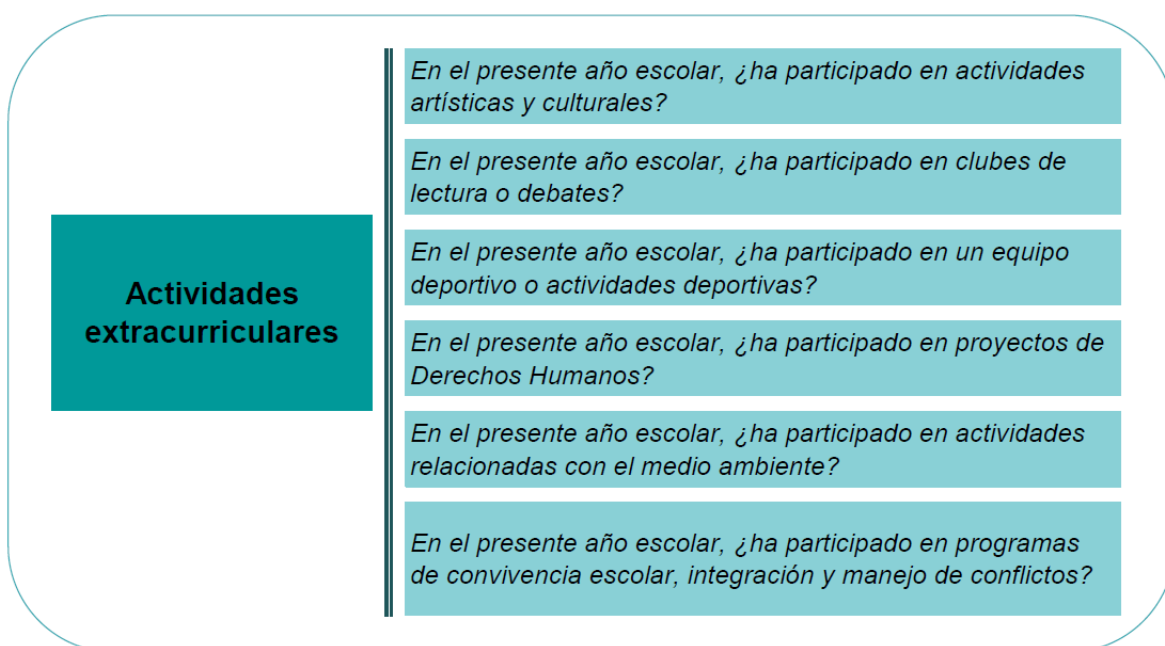 Actividades
extracurriculares
En el presente año escolar, ¿ha participado en actividades
artísticas y culturales?
En el presente año escolar, ¿ha participado en clubes de
lectura o debates?
En el presente año escolar, ¿ha participado en un equipo
deportivo o actividades deportivas?
En el presente año escolar, ¿ha participado en proyectos de
Derechos Humanos?
En el presente año escolar, ¿ha participado en actividades
relacionadas con el medio ambiente?
En el presente año escolar, ¿ha participado en programas
de convivencia escolar, integración y manejo de conflictos?